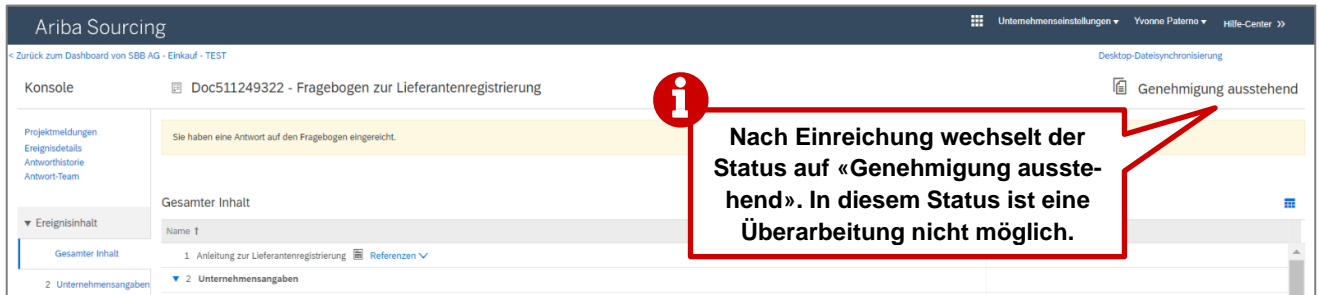 Ariba Sourcing
Unternehmenseinstellungen ▾ Yvonne Paterno ▾ Hilfe-Center >>
< Zurück zum Dashboard von SBB AG - Einkauf - TEST
Desktop-Dateisynchronisierung
Konsole
Doc511249322 - Fragebogen zur Lieferantenregistrierung
Genehmigung ausstehend
Projektmeldungen
Ereignisdetails
Antworthistorie
Antwort-Team
Sie haben eine Antwort auf den Fragebogen eingereicht.
i
Nach Einreichung wechselt der
Status auf «Genehmigung ausste-
hend». In diesem Status ist eine
Überarbeitung nicht möglich.
Gesamter Inhalt
▼ Ereignisinhalt
Name ↑
Gesamter Inhalt
1 Anleitung zur Lieferantenregistrierung Referenzen
2 Unternehmensangaben
▼ 2 Unternehmensangaben